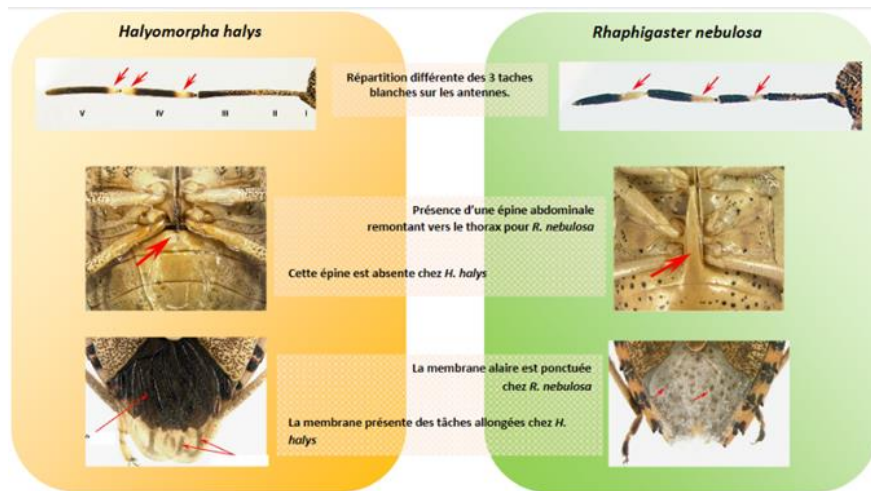 Halyomorpha halys
Rhaphigaster nebulosa
Répartition différente des 3 taches
blanches sur les antennes.
V IV III II I
Présence d'une épine abdominale
remontant vers le thorax pour R. nebulosa
Cette épine est absente chez H. halys
La membrane alaire est ponctuée
chez R. nebulosa
La membrane présente des tâches allongées chez H.
halys